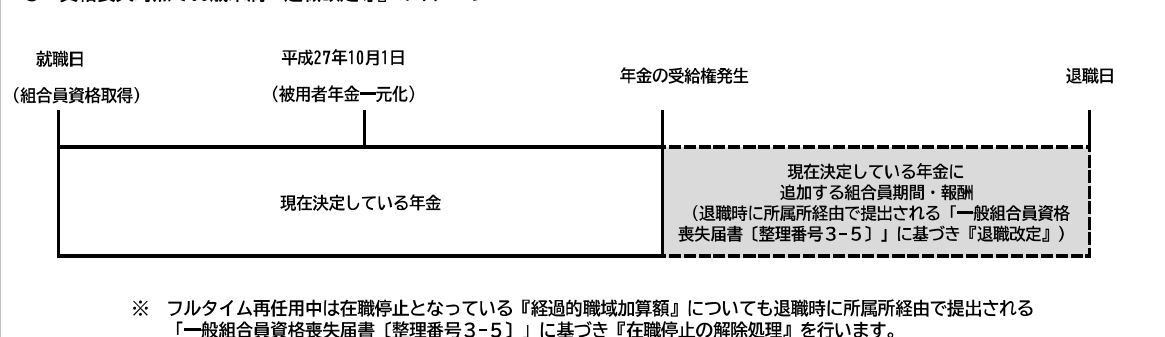 就職日
（組合員資格取得）
平成27年10月1日
（被用者年金一元化）
年金の受給権発生
退職日
現在決定している年金
現在決定している年金に
追加する組合員期間・報酬
（退職時に所属所経由で提出される「一般組合員資格
喪失届書〔整理番号３−５〕」に基づき『退職改定』）
※　フルタイム再任用中は在職停止となっている『経過的職域加算額』についても退職時に所属所経由で提出される
「一般組合員資格喪失届書〔整理番号３−５〕」に基づき『在職停止の解除処理』を行います。